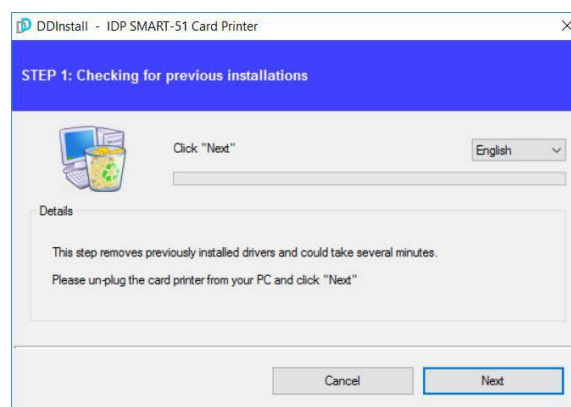 DDInstall - IDP SMART-51 Card Printer
STEP 1: Checking for previous installations
Click "Next"
English
Details
This step removes previously installed drivers and could take several minutes.
Please un-plug the card printer from your PC and click "Next"
Cancel
Next